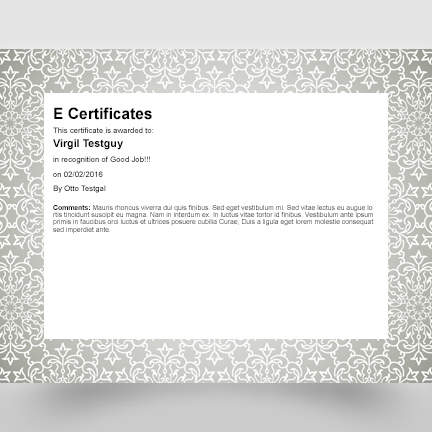 E Certificates
This certificate is awarded to:
Virgil Testguy
in recognition of Good Job!!!
on 02/02/2016
By Otto Testgal
Comments: Mauris rhoncus viverra dui quis finibus. Sed eget vestibulum mi. Sed vitae lectus eu augue lo
rtis tincidunt suscipit eu magna. Nam in interdum ex. In luctus vitae tortor id finibus. Vestibulum ante ipsum
primis in faucibus orci luctus et ultrices posuere cubilia Curae; Duis a ligula eget lorem molestie consequat
sed imperdiet ante.